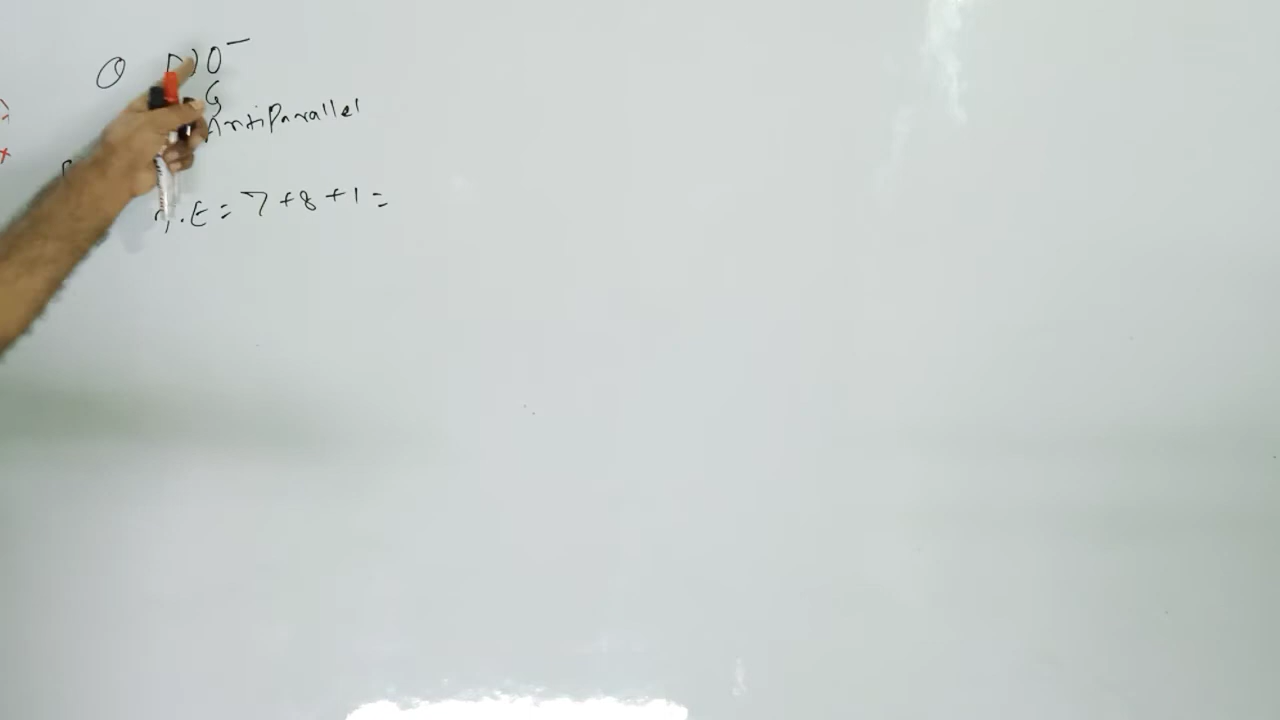 NO⁻
Antiparallel
T.E = 7 + 8 + 1 =